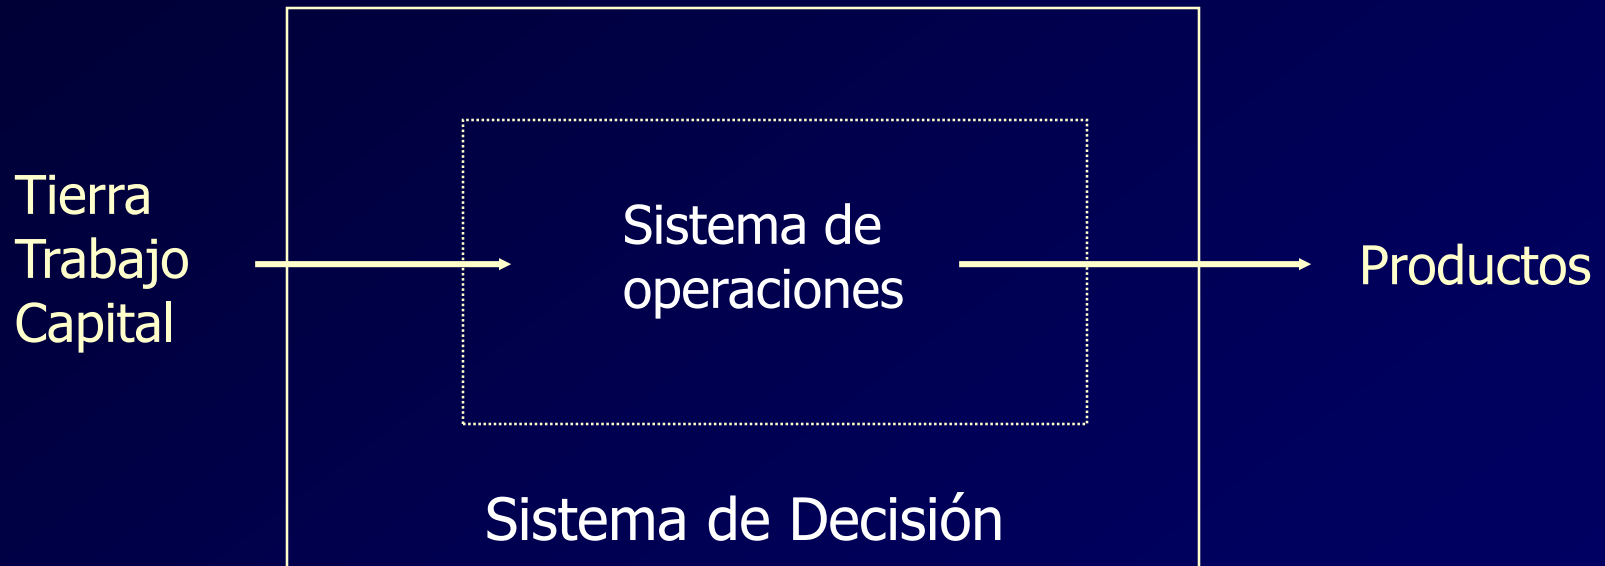 Tierra
Trabajo
Capital
Sistema de
operaciones
Productos
Sistema de Decisión